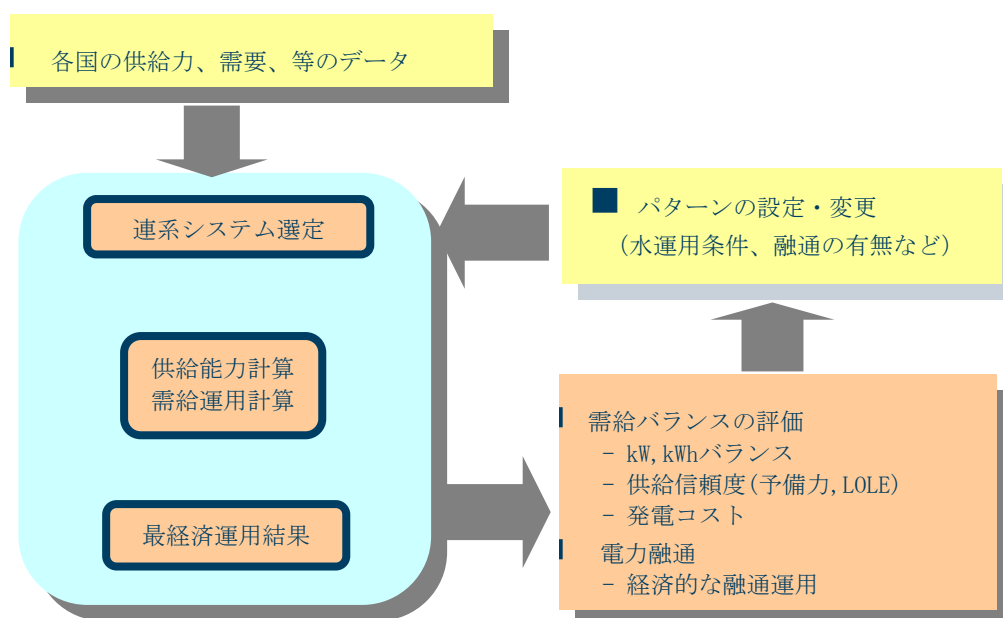 各国の供給力、需要、等のデータ
連系システム選定
供給能力計算
需給運用計算
最経済運用結果
■ パターンの設定・変更
(水運用条件、融通の有無など)
需給バランスの評価
- kW,kWhバランス
- 供給信頼度(予備力,LOLE)
- 発電コスト
電力融通
- 経済的な融通運用